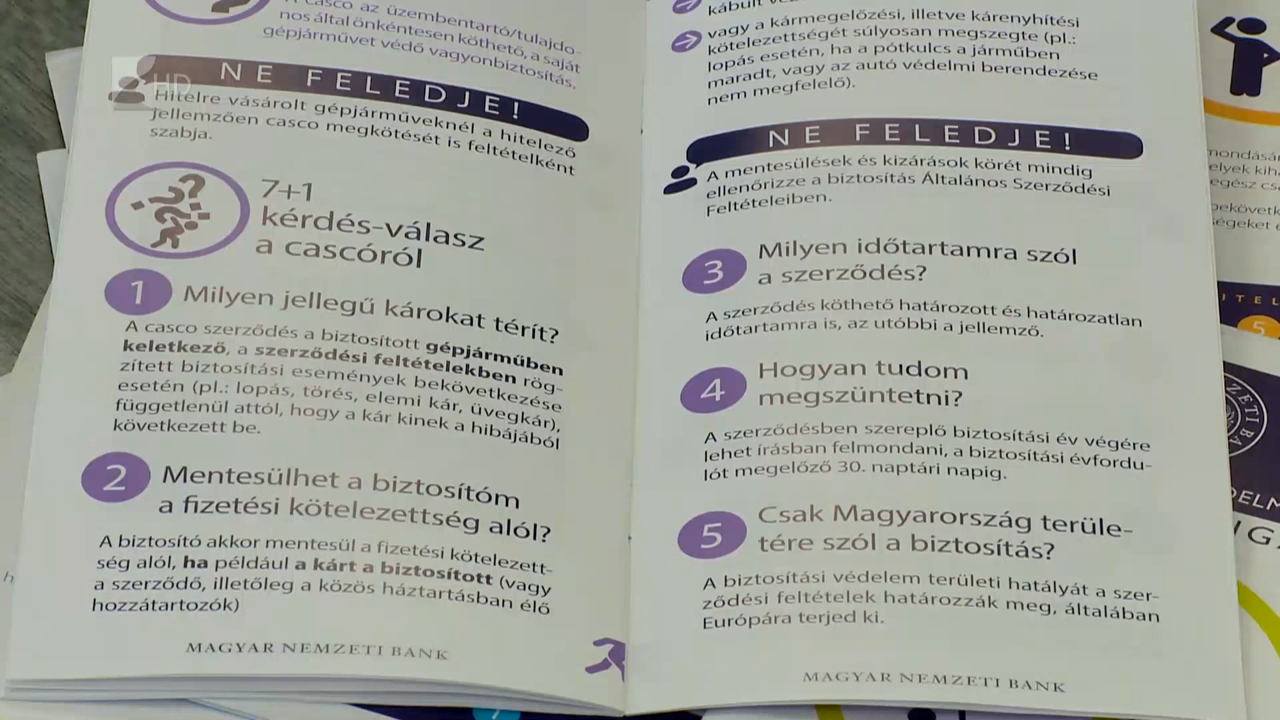 A casco az üzembentartó/tulajdo-
nos által önkéntesen köthető, a saját
gépjárművet védő vagyonbiztosítás.
HD
NE FELEDJE!
Hitelre vásárolt gépjárműveknél a hitelező
jellemzően casco megkötését is feltételként
szabja.
7+1
kérdés-válasz
a cascóról
1 Milyen jellegű károkat térít?
A casco szerződés a biztosított gépjárműben
keletkező, a szerződési feltételekben rög-
zített biztosítási események bekövetkezése
esetén (pl.: lopás, törés, elemi kár, üvegkár),
függetlenül attól, hogy a kár kinek a hibájából
következett be.
2 Mentesülhet a biztosítóm
a fizetési kötelezettség alól?
A biztosító akkor mentesül a fizetési kötelezett-
ség alól, ha például a kárt a biztosított (vagy
a szerződő, illetőleg a közös háztartásban élő
hozzátartozók)
MAGYAR NEMZETI BANK
kábult
vagy a kármegelőzési, illetve kárenyhítési
kötelezettségét súlyosan megszegte (pl.:
lopás esetén, ha a pótkulcs a járműben
maradt, vagy az autó védelmi berendezése
nem megfelelő).
NE FELEDJE!
A mentesülések és kizárások körét mindig
ellenőrizze a biztosítás Általános Szerződési
Feltételeiben.
3 Milyen időtartamra szól
a szerződés?
A szerződés köthető határozott és határozatlan
időtartamra is, az utóbbi a jellemző.
4 Hogyan tudom
megszüntetni?
A szerződésben szereplő biztosítási év végére
lehet írásban felmondani, a biztosítási évfordu-
lót megelőző 30. naptári napig.
5 Csak Magyarország terüle-
tére szól a biztosítás?
A biztosítási védelem területi hatályát a szer-
ződési feltételek határozzák meg, általában
Európára terjed ki.
MAGYAR NEMZETI BANK
5